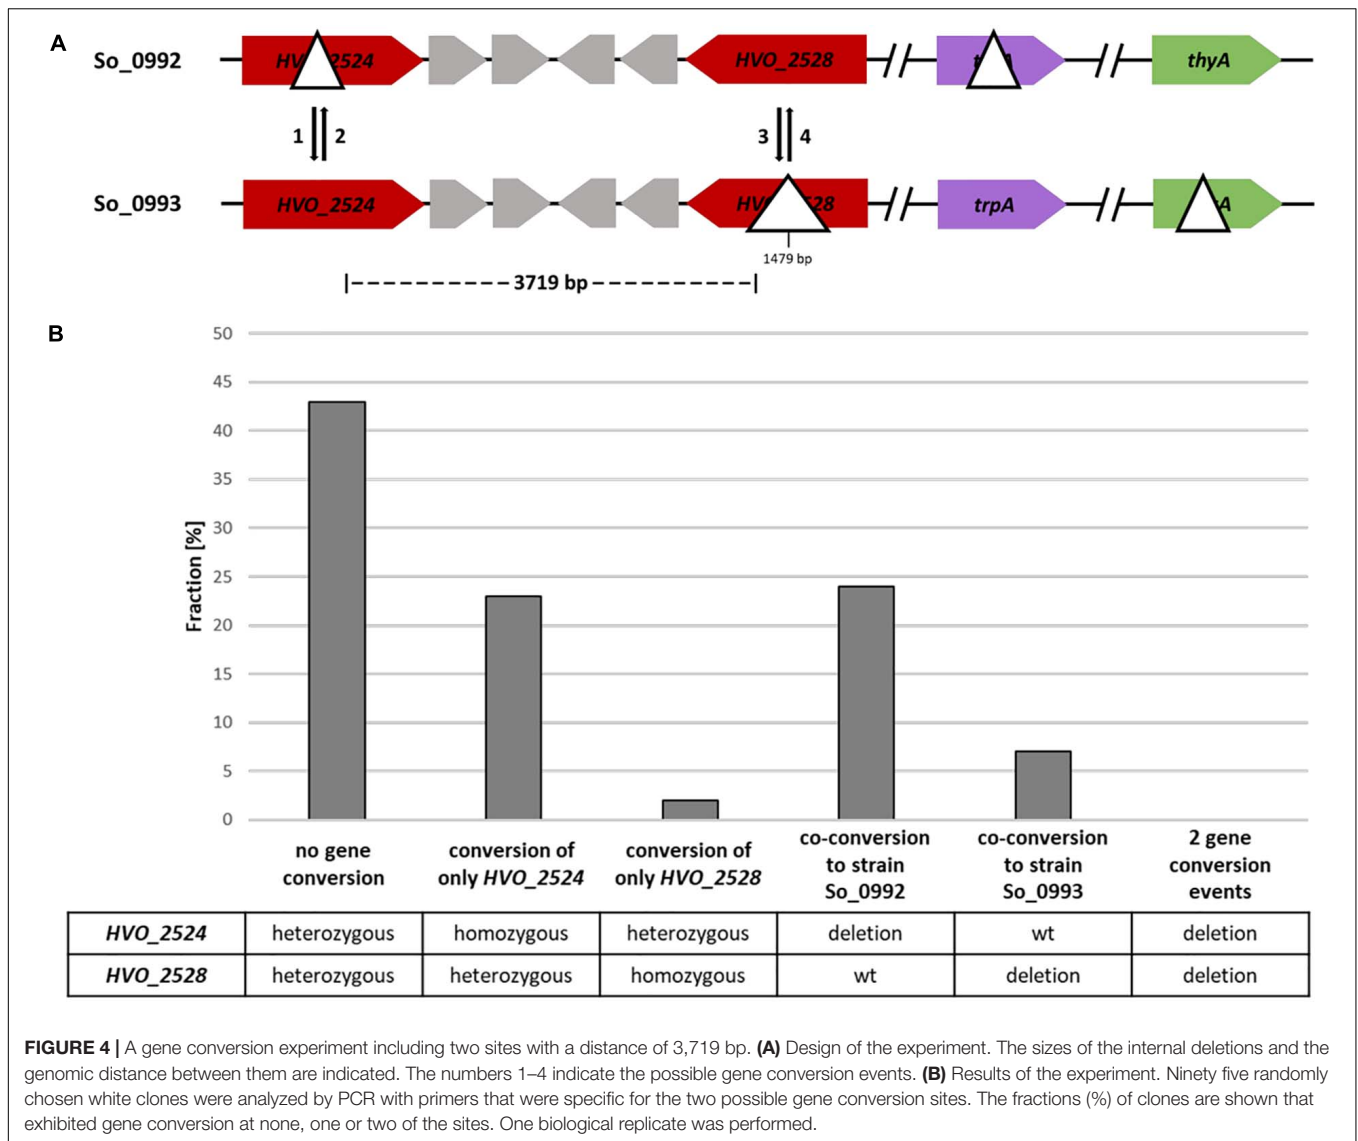 A
So_0992
HVO_2528
thyA
1
2
3
4
So_0993
HVO_2524
trpA
1479 bp
3719 bp
B
50
45
40
35
30
25
20
15
10
5
0
Fraction [%]
no gene
conversion
conversion of
only HVO_2524
conversion of
only HVO_2528
co-conversion
to strain
So_0992
co-conversion
to strain
So_0993
2 gene
conversion
events
HVO_2524 heterozygous homozygous heterozygous deletion wt deletion
HVO_2528 heterozygous heterozygous homozygous wt deletion deletion
FIGURE 4 | A gene conversion experiment including two sites with a distance of 3,719 bp. (A) Design of the experiment. The sizes of the internal deletions and the
genomic distance between them are indicated. The numbers 1–4 indicate the possible gene conversion events. (B) Results of the experiment. Ninety five randomly
chosen white clones were analyzed by PCR with primers that were specific for the two possible gene conversion sites. The fractions (%) of clones are shown that
exhibited gene conversion at none, one or two of the sites. One biological replicate was performed.